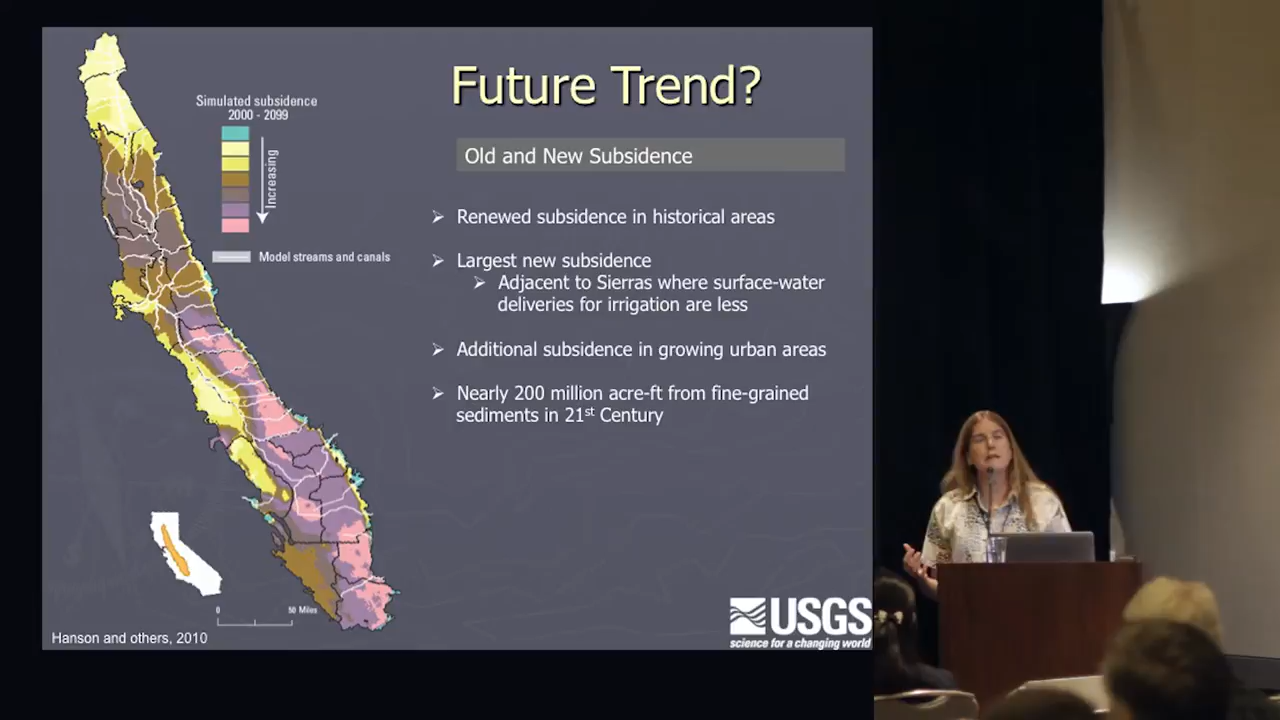 Future Trend?
Simulated subsidence
2000 - 2099
Increasing
Model streams and canals
Old and New Subsidence
➢ Renewed subsidence in historical areas
➢ Largest new subsidence
➢ Adjacent to Sierras where surface-water
deliveries for irrigation are less
➢ Additional subsidence in growing urban areas
➢ Nearly 200 million acre-ft from fine-grained
sediments in 21st Century
0 50 Miles
Hanson and others, 2010
USGS
science for a changing world